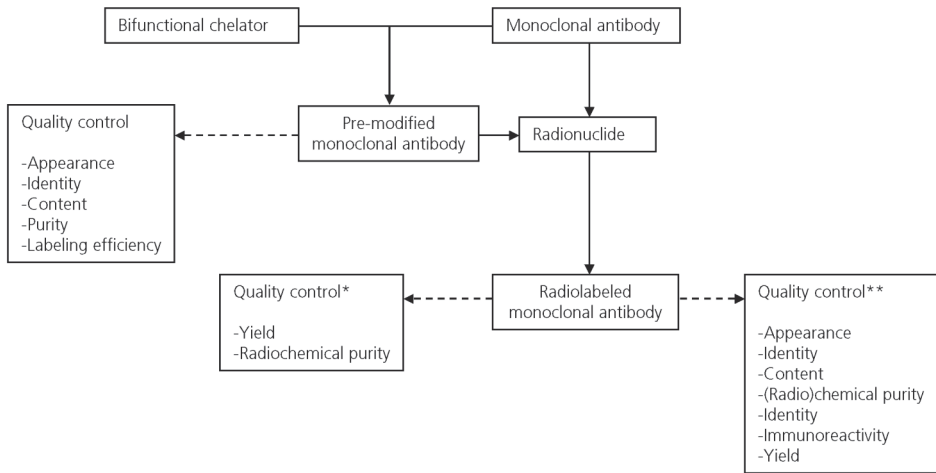 Bifunctional chelator
Monoclonal antibody
Quality control
-Appearance
-Identity
-Content
-Purity
-Labeling efficiency
Pre-modified
monoclonal antibody
Radionuclide
Quality control*
-Yield
-Radiochemical purity
Radiolabeled
monoclonal antibody
Quality control**
-Appearance
-Identity
-Content
-(Radio)chemical purity
-Identity
-Immunoreactivity
-Yield